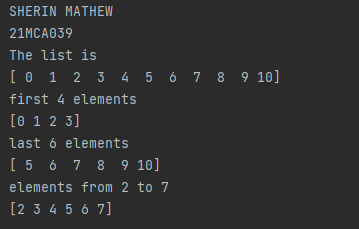 SHERIN MATHEW
21MCA039
The list is
[ 0  1  2  3  4  5  6  7  8  9 10]
first 4 elements
[0 1 2 3]
last 6 elements
[ 5  6  7  8  9 10]
elements from 2 to 7
[2 3 4 5 6 7]